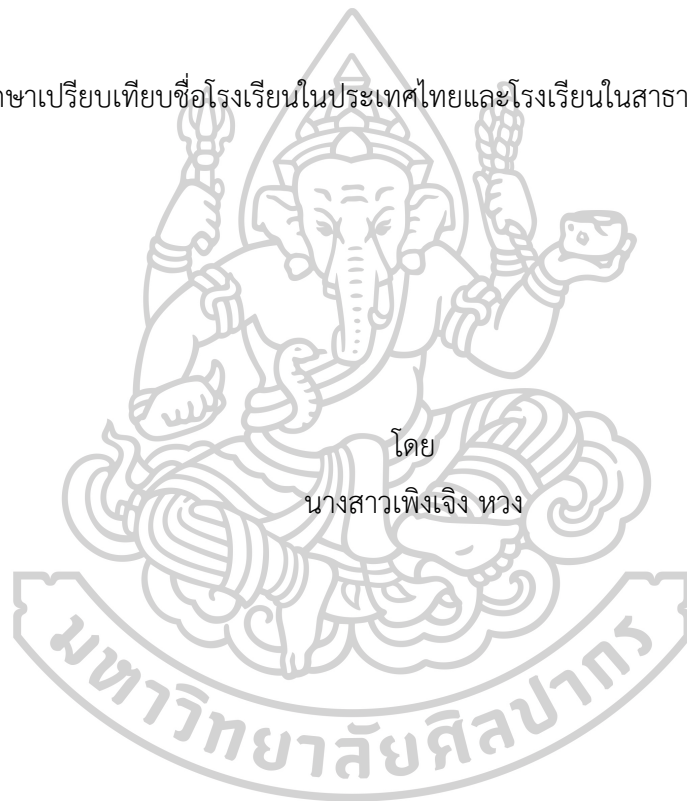 ษาเปรียบเทียบชื่อโรงเรียนในประเทศไทยและโรงเรียนในสาธา
โดย
นางสาวเพิงเจิง หวง
มหาวิทยาลัยศิลปากร